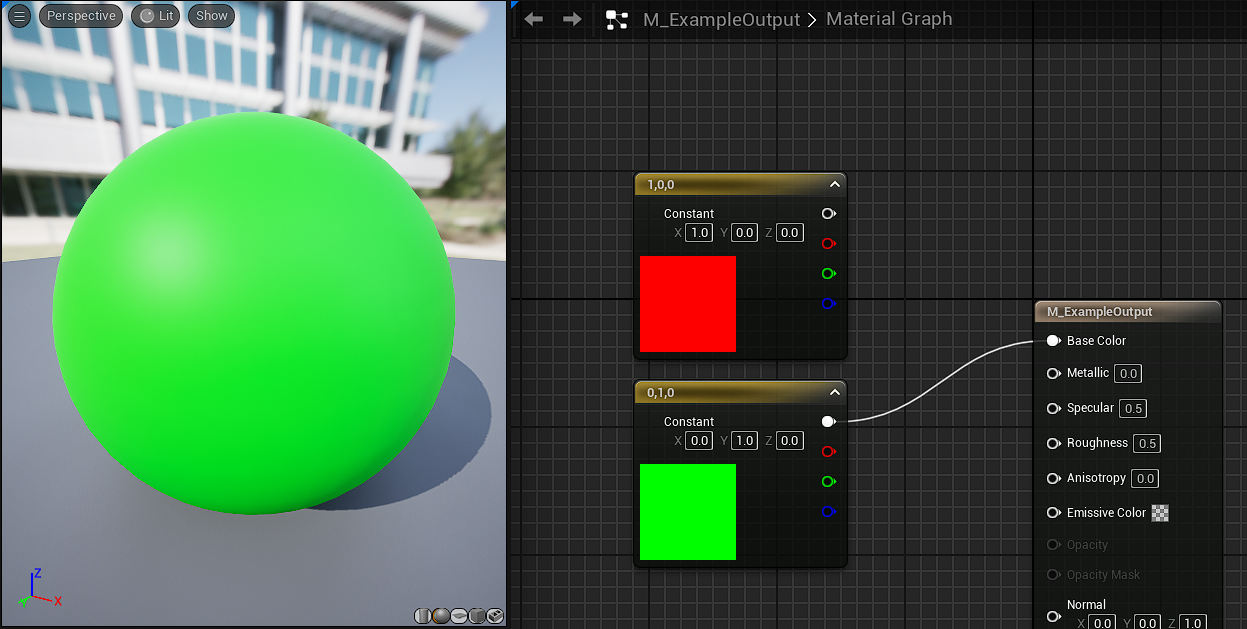 Perspective Lit Show
M_ExampleOutput > Material Graph
1,0,0
Constant
X 1.0 Y 0.0 Z 0.0
0,1,0
Constant
X 0.0 Y 1.0 Z 0.0
M_ExampleOutput
Base Color
Metallic 0.0
Specular 0.5
Roughness 0.5
Anisotropy 0.0
Emissive Color
Opacity
Opacity Mask
Normal
X 0.0 Y 0.0 Z 1.0
Z
Y X